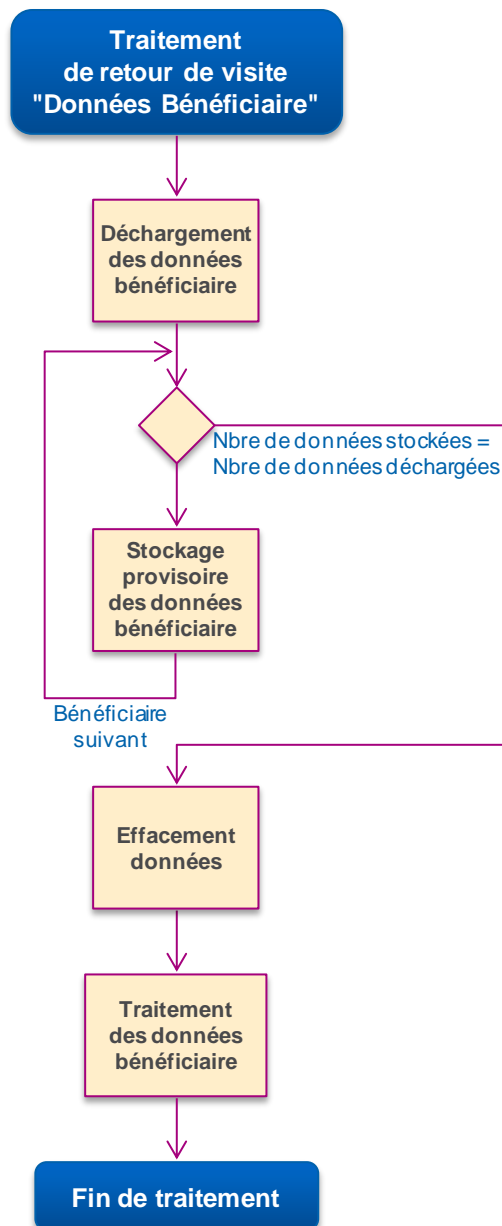 Traitement
de retour de visite
"Données Bénéficiaire"
Déchargement
des données
bénéficiaire
Nbre de données stockées =
Nbre de données déchargées
Stockage
provisoire
des données
bénéficiaire
Bénéficiaire
suivant
Effacement
données
Traitement
des données
bénéficiaire
Fin de traitement